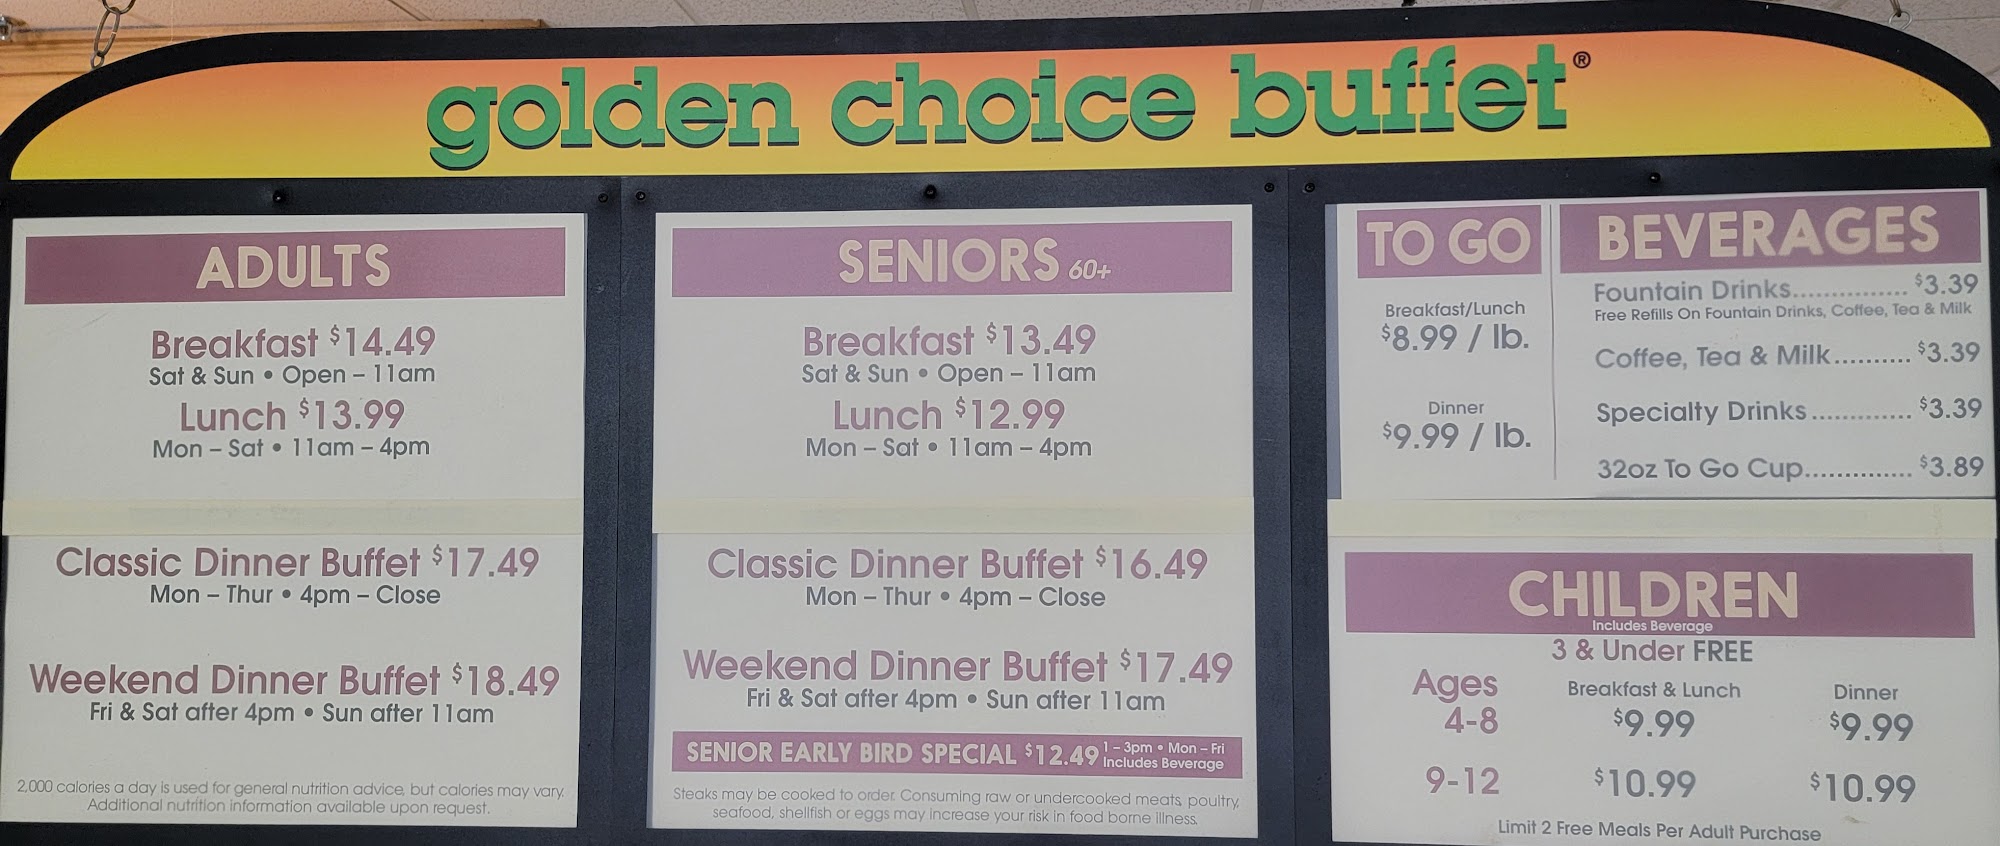 golden choice buffet®
ADULTS
Breakfast $14.49
Sat & Sun • Open – 11am
Lunch $13.99
Mon – Sat • 11am – 4pm
Classic Dinner Buffet $17.49
Mon – Thur • 4pm – Close
Weekend Dinner Buffet $18.49
Fri & Sat after 4pm • Sun after 11am
2,000 calories a day is used for general nutrition advice, but calories may vary.
Additional nutrition information available upon request.
SENIORS 60+
Breakfast $13.49
Sat & Sun • Open – 11am
Lunch $12.99
Mon – Sat • 11am – 4pm
Classic Dinner Buffet $16.49
Mon – Thur • 4pm – Close
Weekend Dinner Buffet $17.49
Fri & Sat after 4pm • Sun after 11am
SENIOR EARLY BIRD SPECIAL $12.49 1 – 3pm • Mon – Fri
Includes Beverage
Steaks may be cooked to order. Consuming raw or undercooked meats, poultry,
seafood, shellfish or eggs may increase your risk in food borne illness.
TO GO
Breakfast/Lunch
$8.99 / lb.
Dinner
$9.99 / lb.
BEVERAGES
Fountain Drinks............... $3.39
Free Refills On Fountain Drinks, Coffee, Tea & Milk
Coffee, Tea & Milk.......... $3.39
Specialty Drinks ............. $3.39
32oz To Go Cup.............. $3.89
CHILDREN
Includes Beverage
3 & Under FREE
Ages Breakfast & Lunch Dinner
4-8 $9.99 $9.99
9-12 $10.99 $10.99
Limit 2 Free Meals Per Adult Purchase